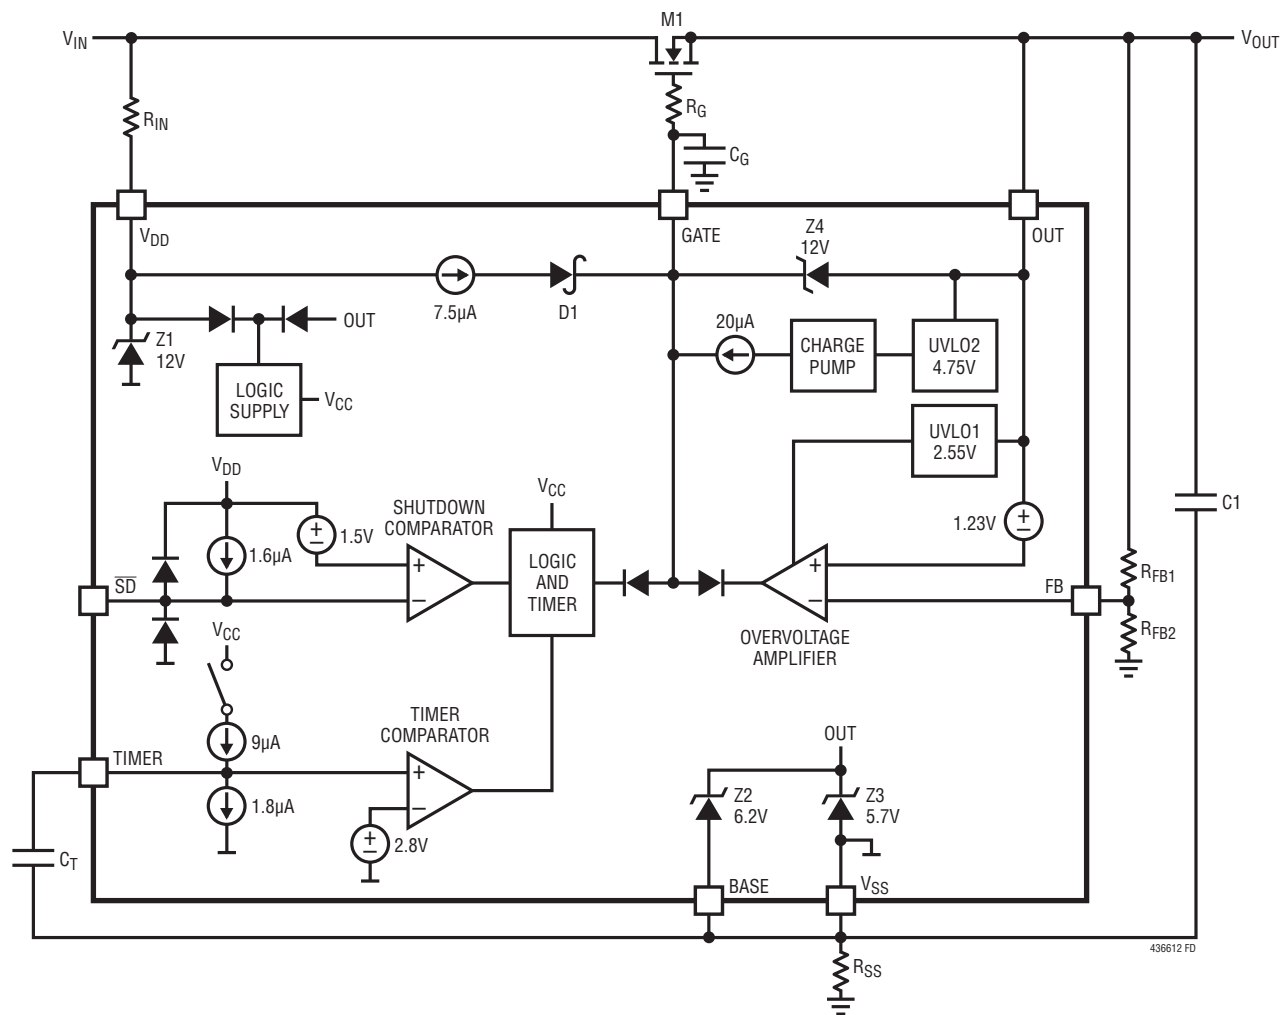 M1
VIN
VOUT
RIN
RG
CG
VDD
GATE
OUT
Z4
12V
7.5µA
D1
OUT
Z1
12V
20µA
CHARGE
PUMP
UVLO2
4.75V
LOGIC
SUPPLY
VCC
UVLO1
2.55V
VDD
SHUTDOWN
COMPARATOR
VCC
1.5V
1.23V
C1
1.6µA
LOGIC
AND
TIMER
+
−
+
−
+
−
+
−
SD
FB
RFB1
RFB2
VCC
OVERVOLTAGE
AMPLIFIER
TIMER
COMPARATOR
OUT
9µA
TIMER
+
−
1.8µA
Z2
6.2V
Z3
5.7V
+
−
2.8V
CT
BASE
VSS
436612 FD
RSS